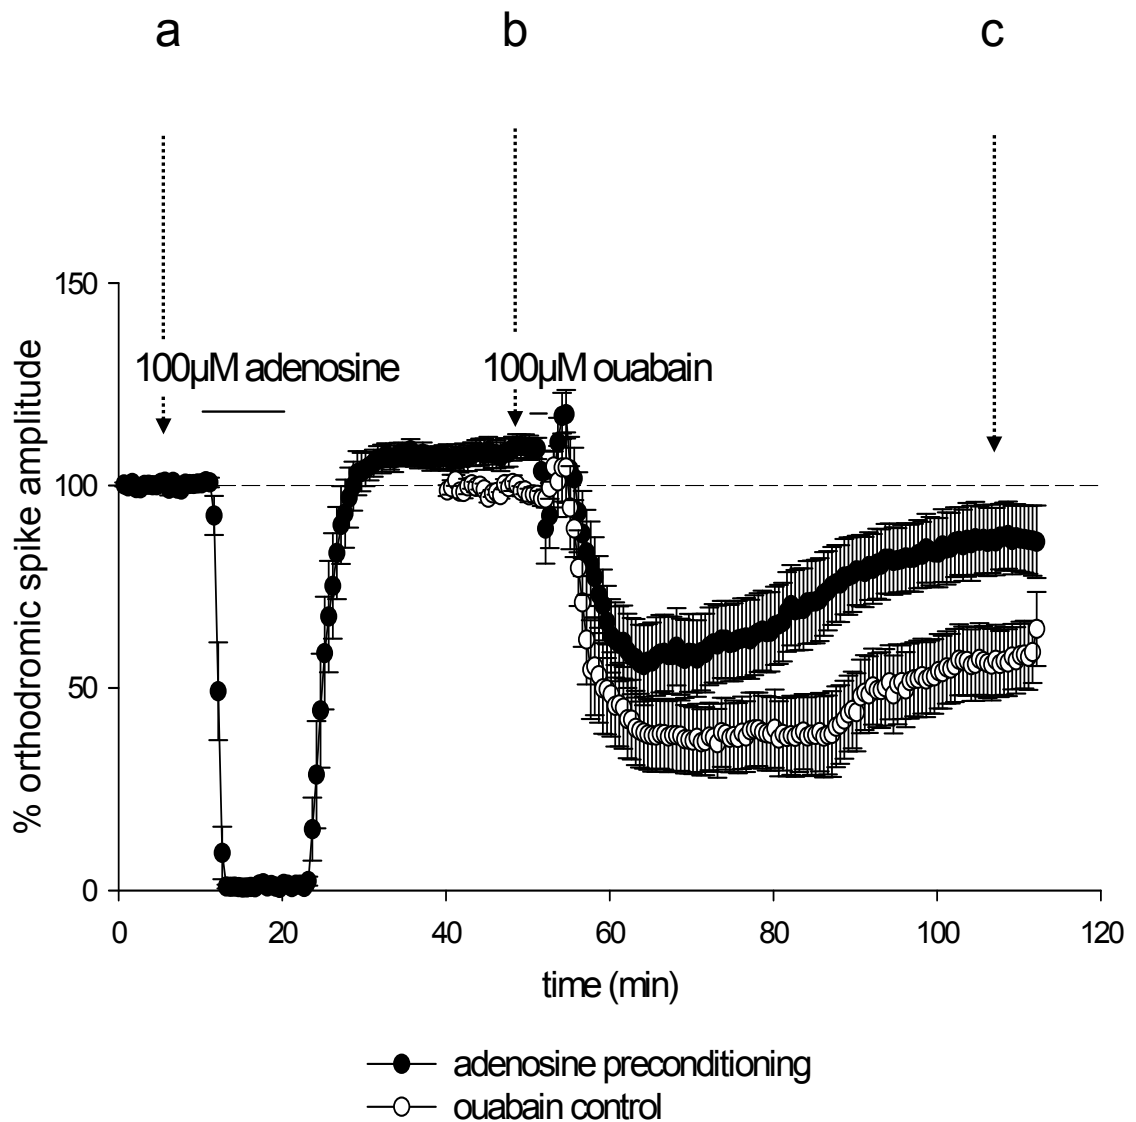 a b c
150
100µM adenosine 100µM ouabain
100
50
0
0 20 40 60 80 100 120
% orthodromic spike amplitude
time (min)
adenosine preconditioning
ouabain control